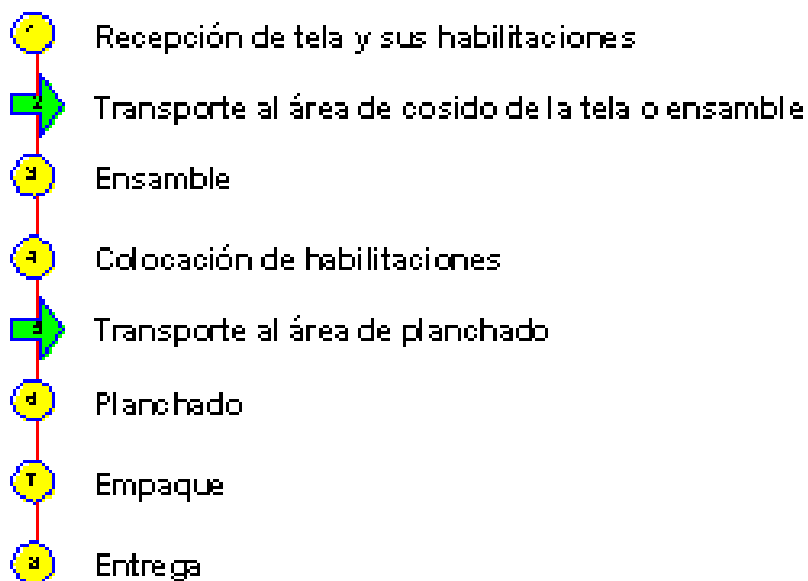 Recepción de tela y sus habilitaciones
Transporte al área de cosido de la tela o ensamble
Ensamble
Colocación de habilitaciones
Transporte al área de planchado
Planchado
Empaque
Entrega